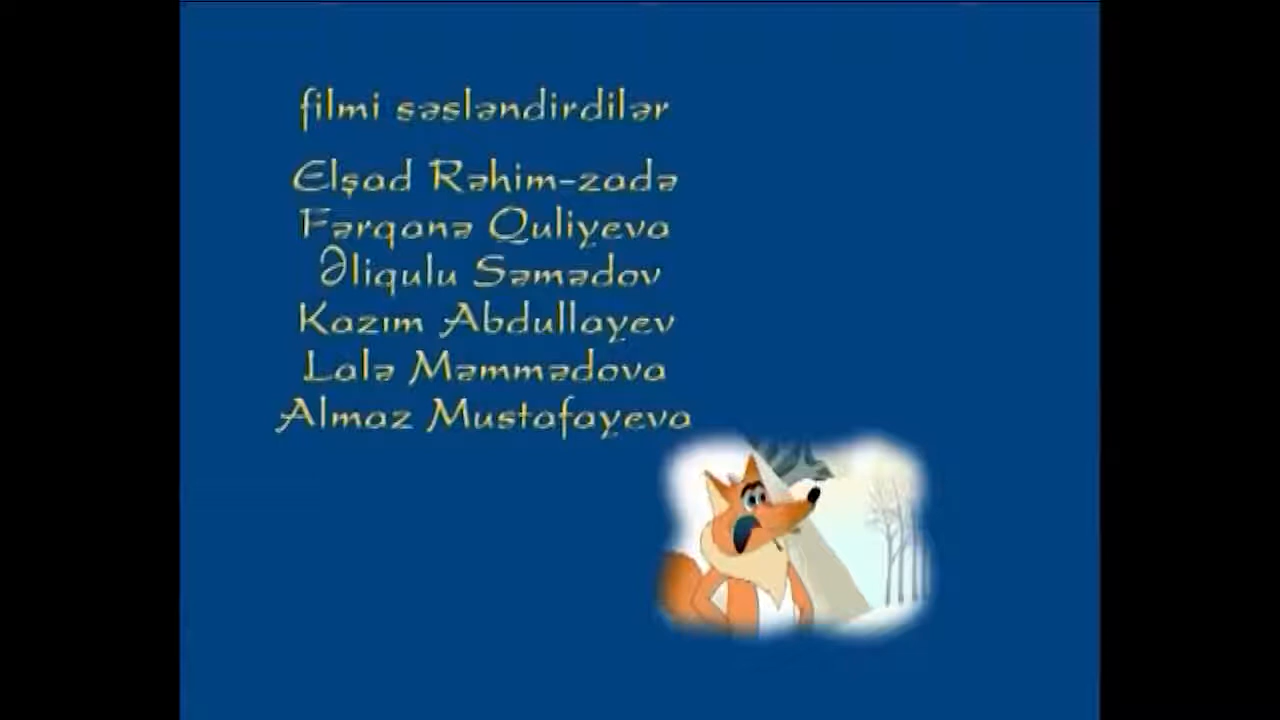 filmi səsləndirdilər
Elşad Rəhim-zadə
Fərqanə Quliyeva
Əliqulu Səmədov
Kazım Abdullayev
Lalə Məmmədova
Almaz Mustafayeva